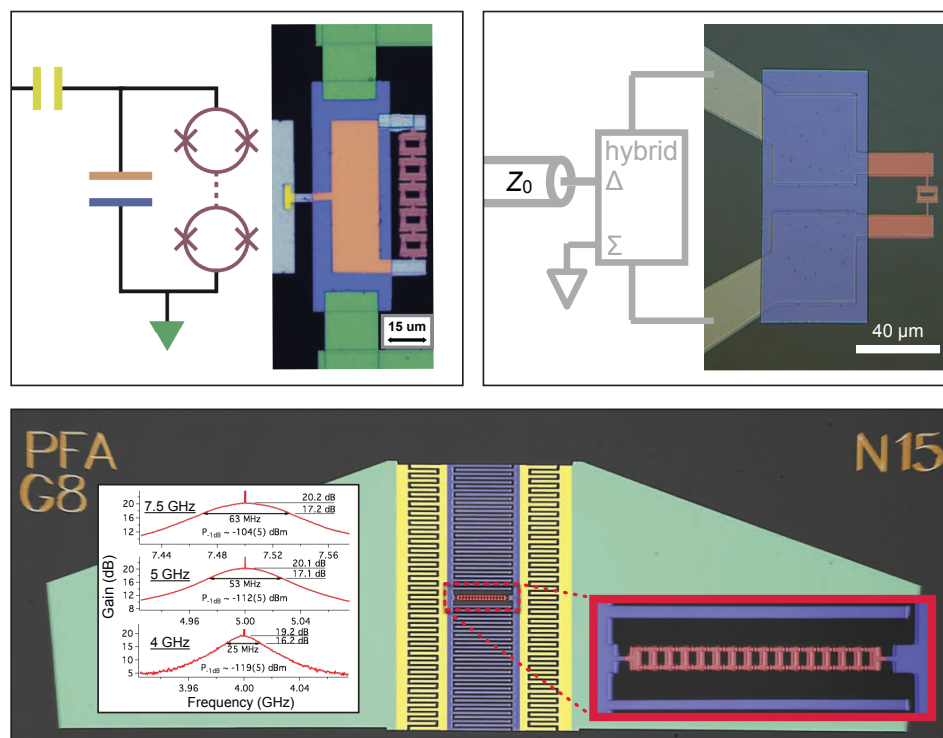 15 um
hybrid
Z0
Δ
Σ
40 μm
PFA
G8
N15
Gain (dB)
7.5 GHz
20.2 dB
17.2 dB
63 MHz
P-1dB ~ -104(5) dBm
20
15
10
7.44 7.48 7.52 7.56
5 GHz
20.1 dB
17.1 dB
53 MHz
P-1dB ~ -112(5) dBm
20
16
12
8
4.96 5.00 5.04
4 GHz
19.2 dB
16.2 dB
25 MHz
P-1dB ~ -119(5) dBm
20
15
10
5
3.96 4.00 4.04
Frequency (GHz)